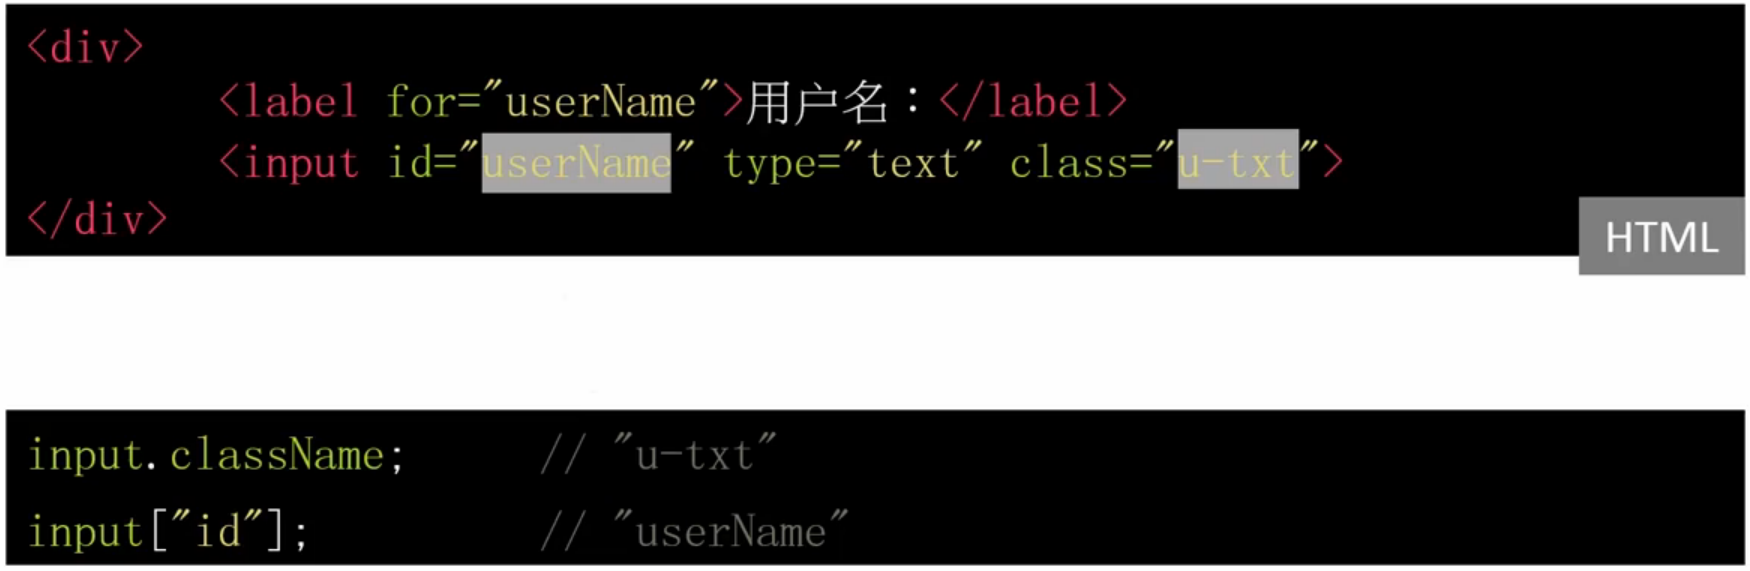 <div>
<label for="userName">用户名：</label>
<input id="userName" type="text" class="u-txt">
</div>
HTML
input.className; // "u-txt"
input["id"]; // "userName"